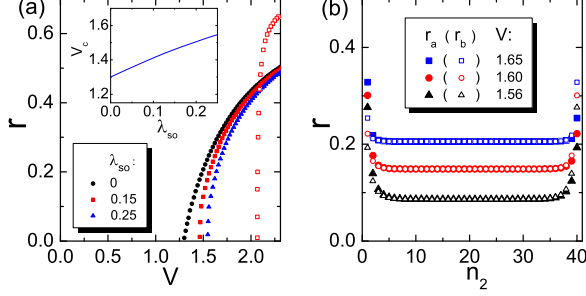 (a)
r
0.6
0.4
0.2
0.0
0.0 0.5 1.0 1.5 2.0
V
V_c
1.6
1.4
1.2
0.0 0.1 0.2
λ_so
λ_so:
0
0.15
0.25
(b)
r
0.4
0.2
0.0
0 10 20 30 40
n_2
r_a ( r_b ) V:
( ) 1.65
( ) 1.60
( ) 1.56